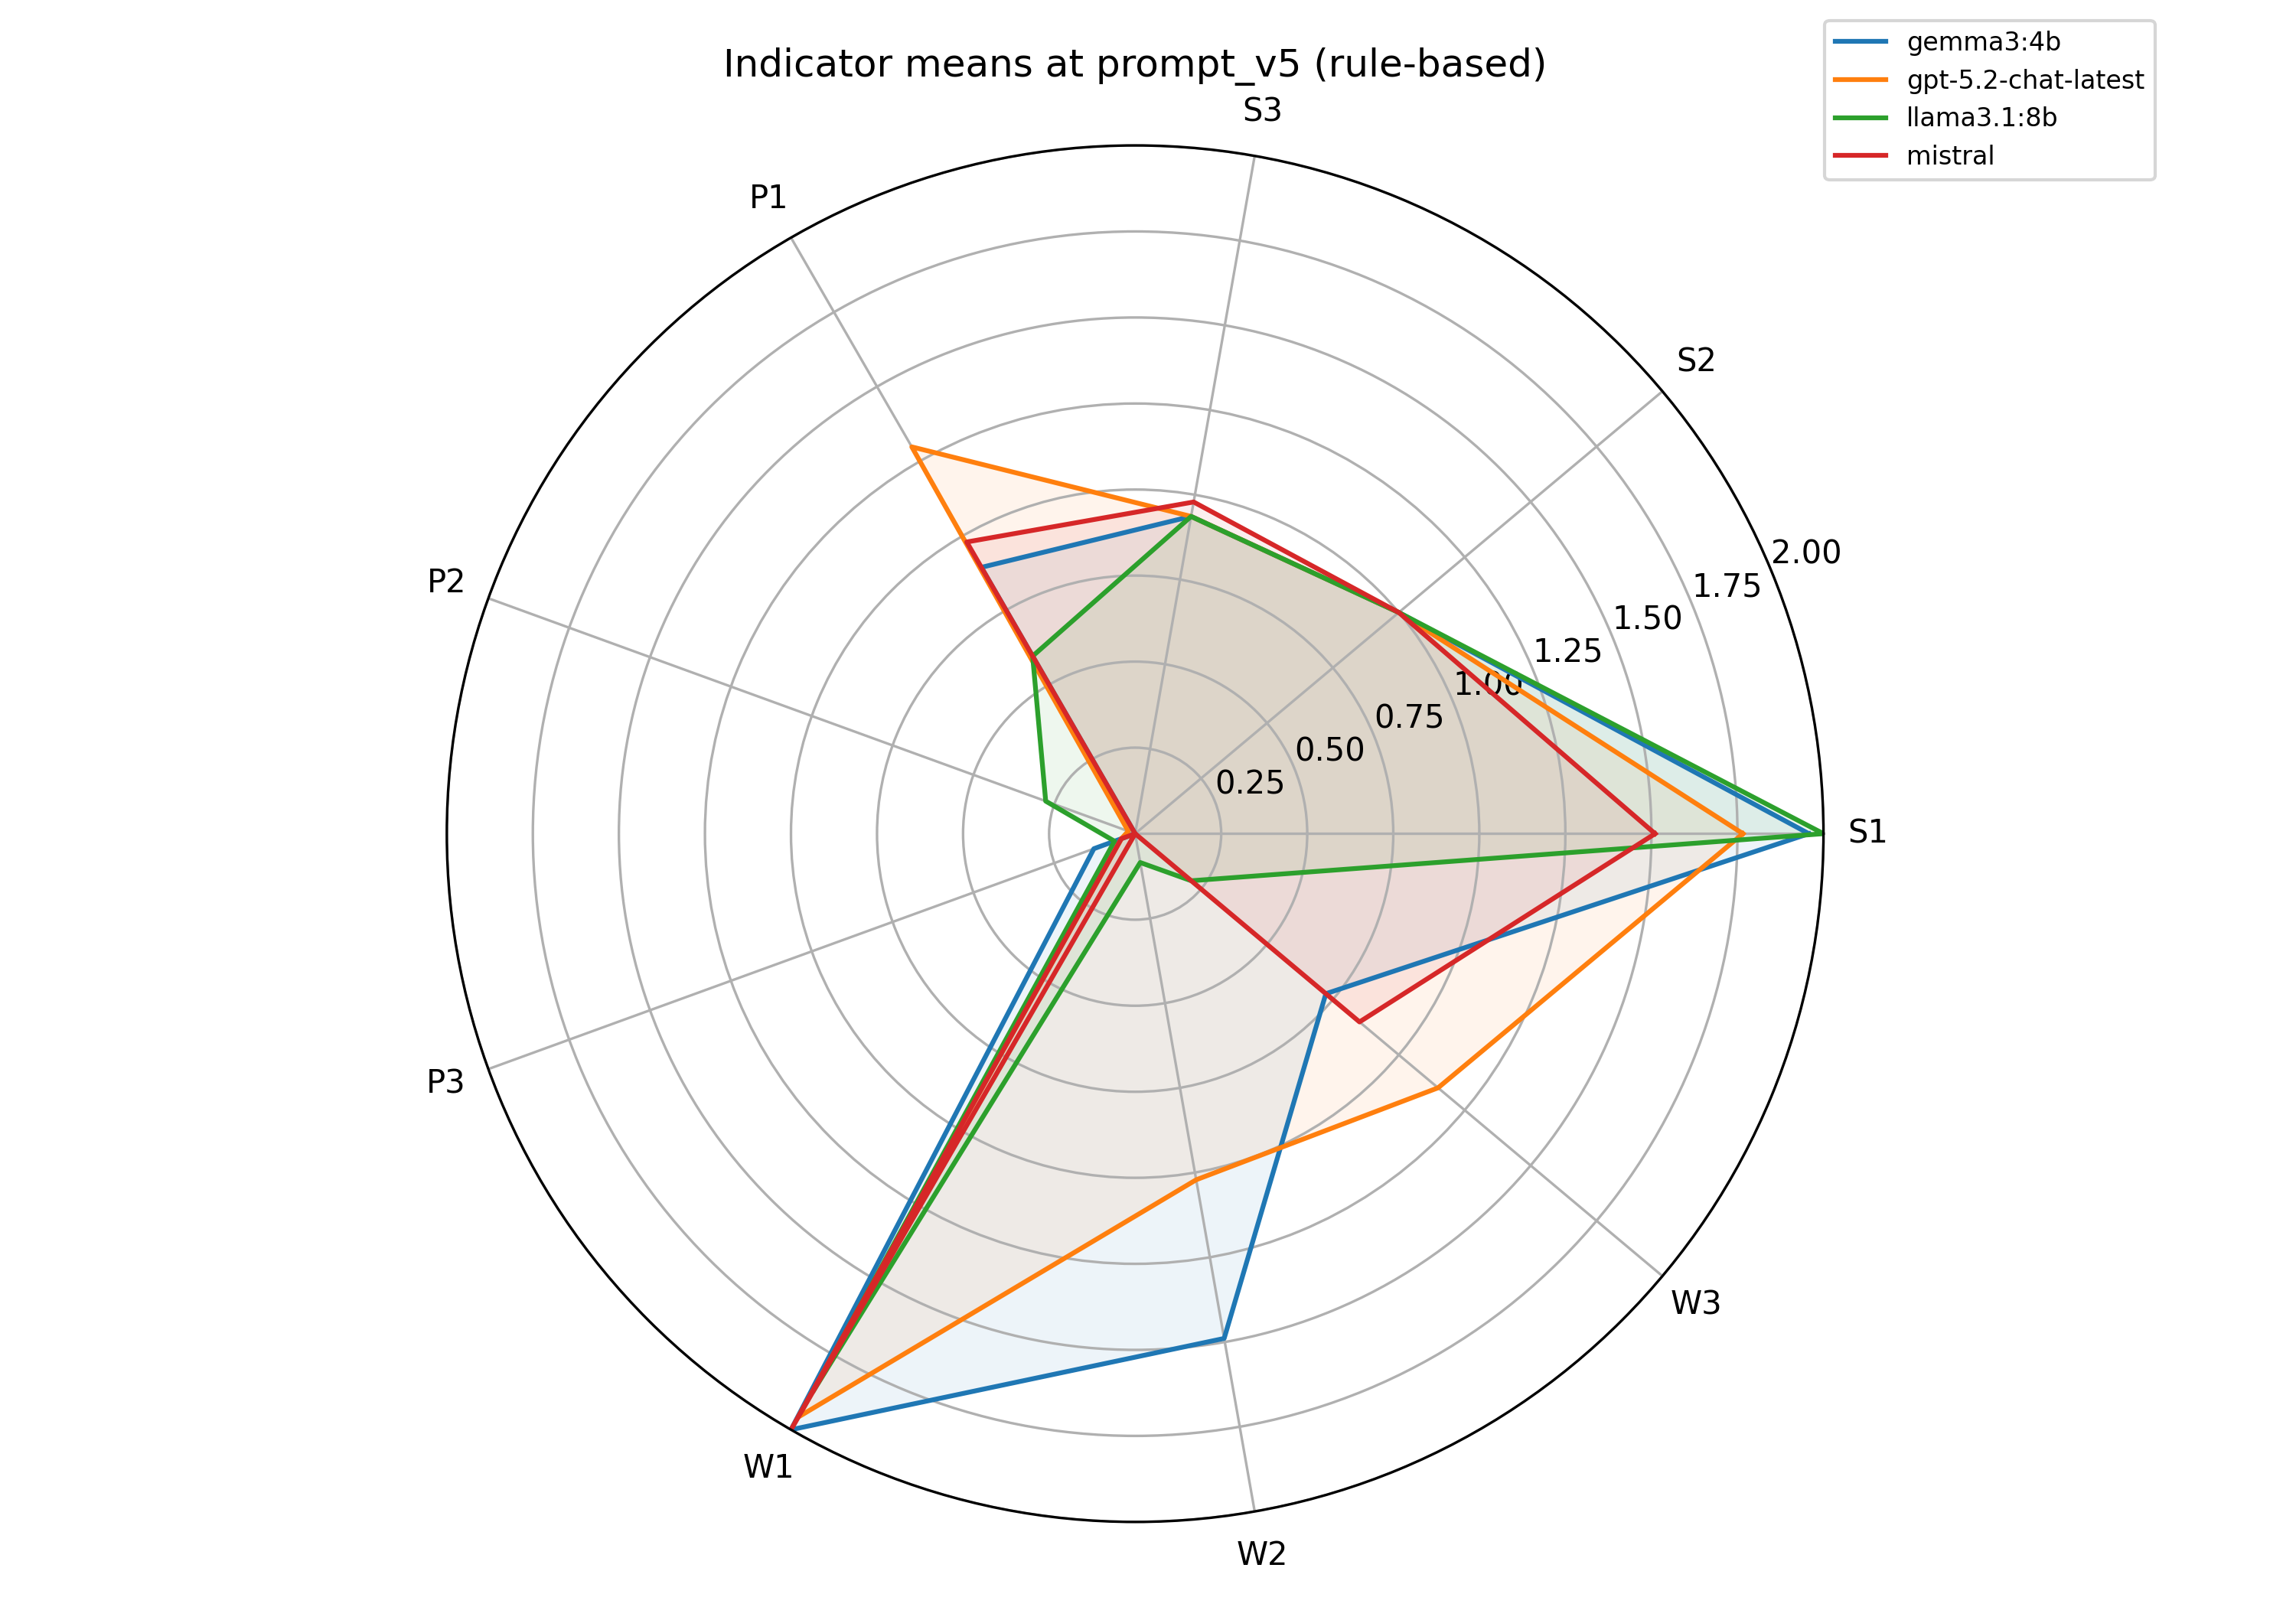 Indicator means at prompt_v5 (rule-based)
gemma3:4b
gpt-5.2-chat-latest
llama3.1:8b
mistral
S3
P1
S2
P2
2.00
1.75
1.50
1.25
1.00
0.75
0.50
0.25
S1
P3
W3
W1
W2